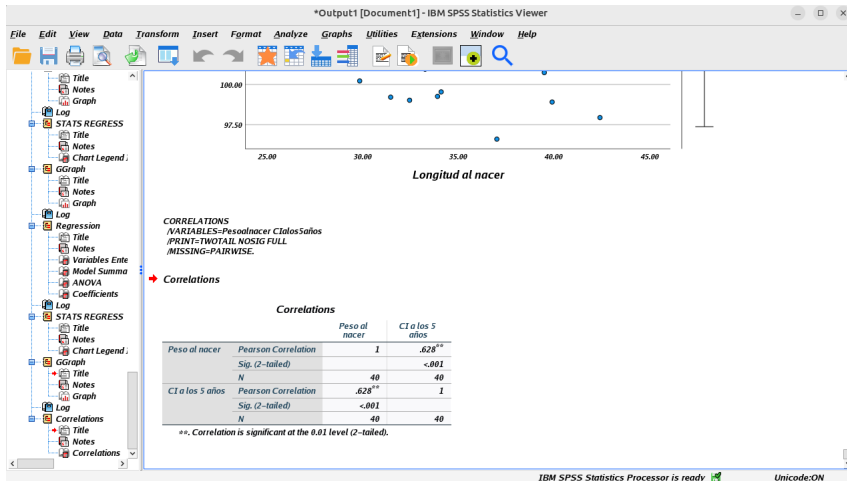 *Output1 [Document1] - IBM SPSS Statistics Viewer
File Edit View Data Transform Insert Format Analyze Graphs Utilities Extensions Window Help
Title
Notes
Graph
Log
STATS REGRESS
Title
Notes
Chart Legend
GGraph
Title
Notes
Graph
Log
Regression
Title
Notes
Variables Ente
Model Summa
ANOVA
Coefficients
Log
STATS REGRESS
Title
Notes
Chart Legend
GGraph
Title
Notes
Graph
Log
Correlations
Title
Notes
Correlations
100.00
97.50
25.00 30.00 35.00 40.00 45.00
Longitud al nacer
CORRELATIONS
/VARIABLES=Pesoalnacer CIalos5años
/PRINT=TWOTAIL NOSIG FULL
/MISSING=PAIRWISE.
Correlations
Correlations
Peso al nacer CI a los 5 años
Peso al nacer Pearson Correlation 1 .628**
Sig. (2-tailed) <.001
N 40 40
CI a los 5 años Pearson Correlation .628** 1
Sig. (2-tailed) <.001
N 40 40
**. Correlation is significant at the 0.01 level (2-tailed).
IBM SPSS Statistics Processor is ready Unicode:ON